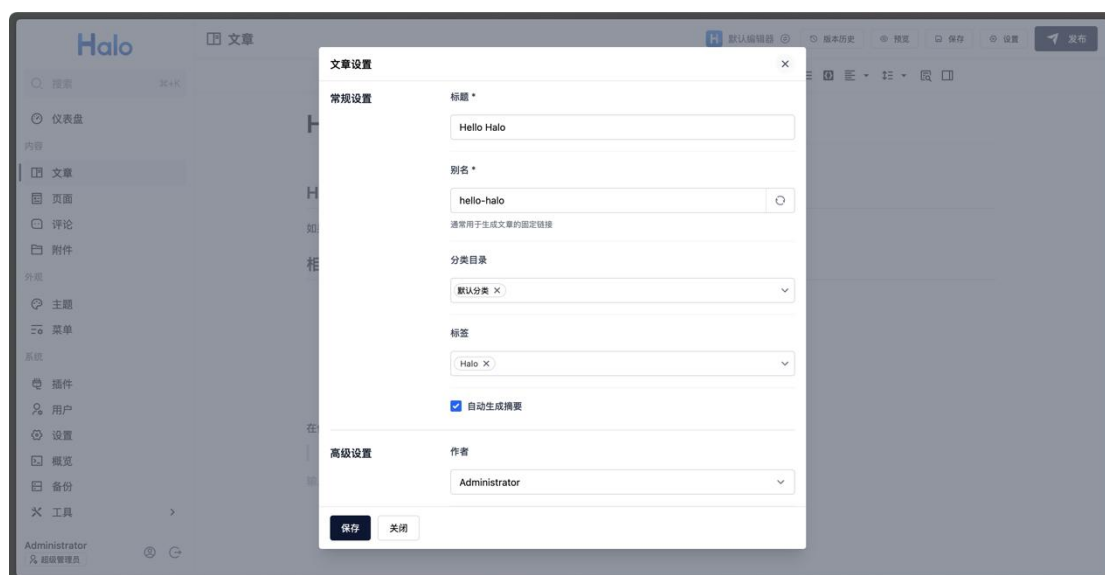 Halo
文章
默认编辑器
版本历史
预览
保存
设置
发布
搜索
⌘+K
仪表盘
内容
文章
页面
评论
附件
外观
主题
菜单
系统
插件
用户
设置
概览
备份
工具
Administrator
超级管理员
文章设置
常规设置
标题 *
Hello Halo
别名 *
hello-halo
通常用于生成文章的固定链接
分类目录
默认分类
标签
Halo
自动生成摘要
高级设置
作者
Administrator
保存
关闭
H
H
如
相
在